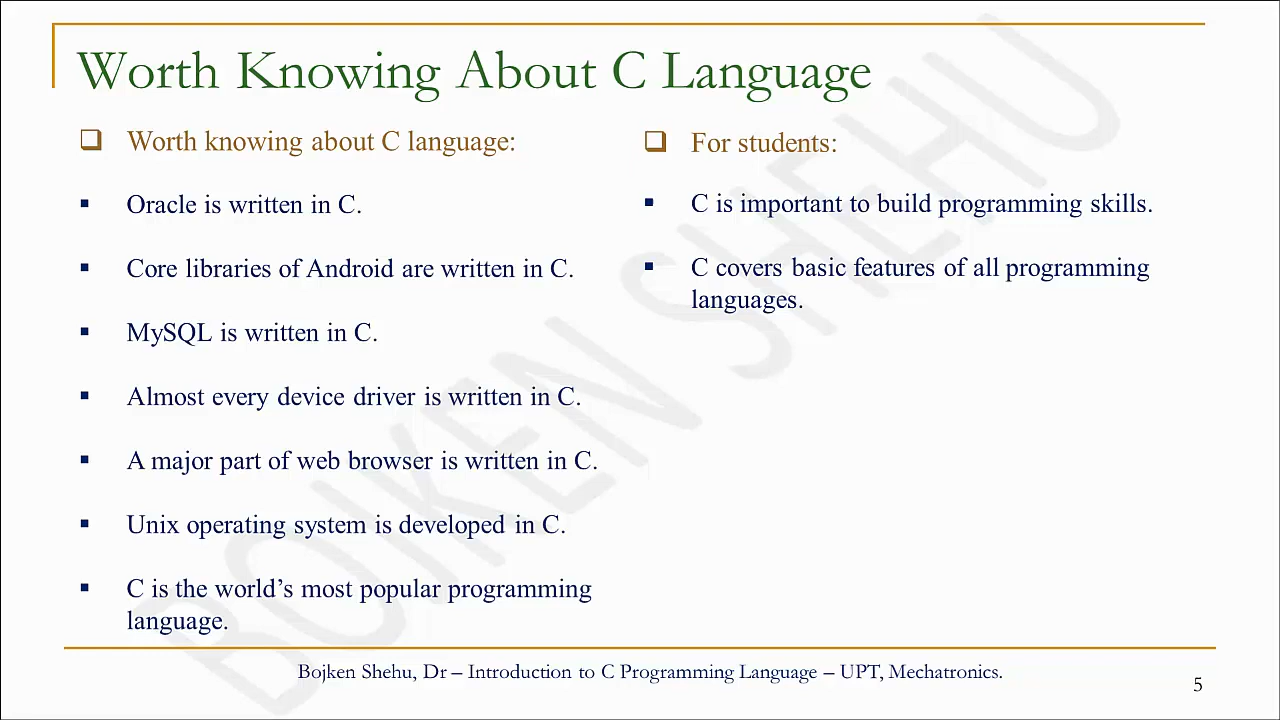 Worth Knowing About C Language
❑ Worth knowing about C language:
▪ Oracle is written in C.
▪ Core libraries of Android are written in C.
▪ MySQL is written in C.
▪ Almost every device driver is written in C.
▪ A major part of web browser is written in C.
▪ Unix operating system is developed in C.
▪ C is the world’s most popular programming
language.
❑ For students:
▪ C is important to build programming skills.
▪ C covers basic features of all programming
languages.
BOJKEN SHEHU
Bojken Shehu, Dr – Introduction to C Programming Language – UPT, Mechatronics.
5